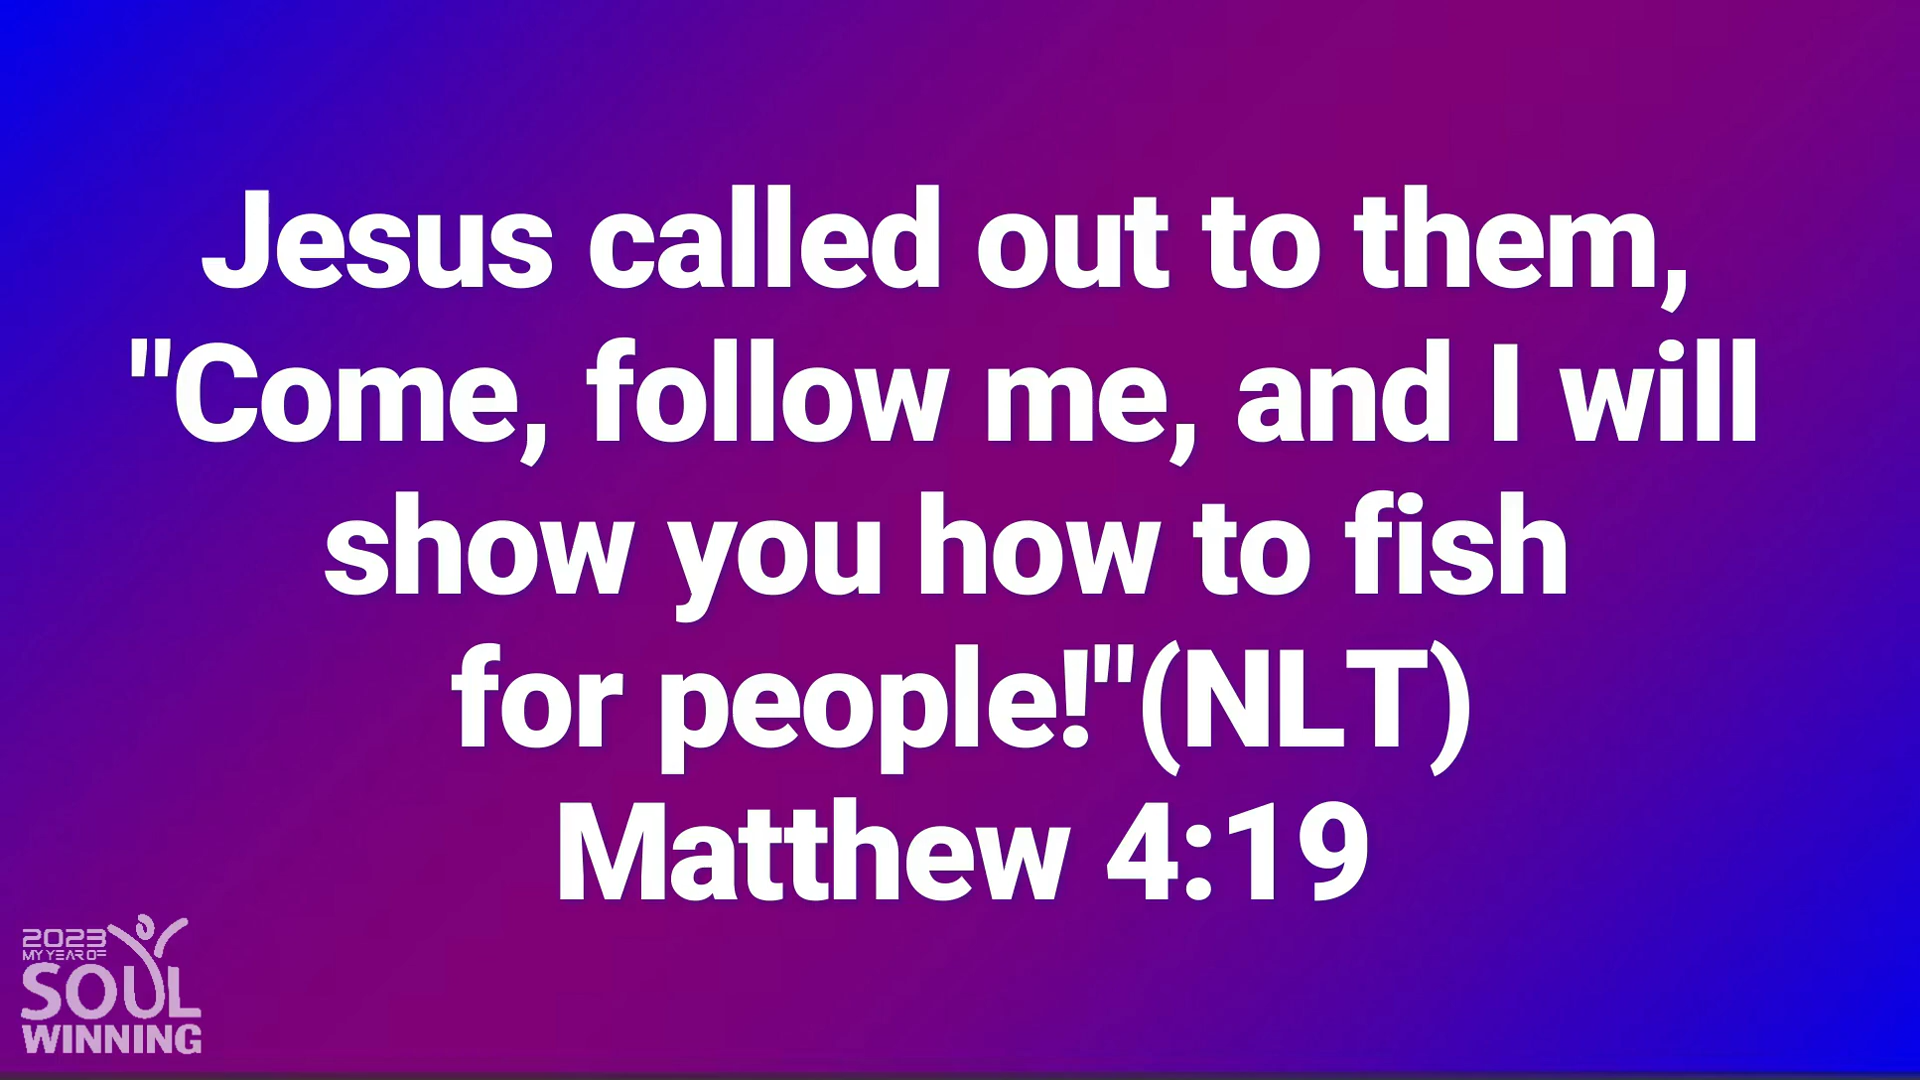 Jesus called out to them,
"Come, follow me, and I will
show you how to fish
for people!"(NLT)
Matthew 4:19
2023
MY YEAR OF
SOUL
WINNING